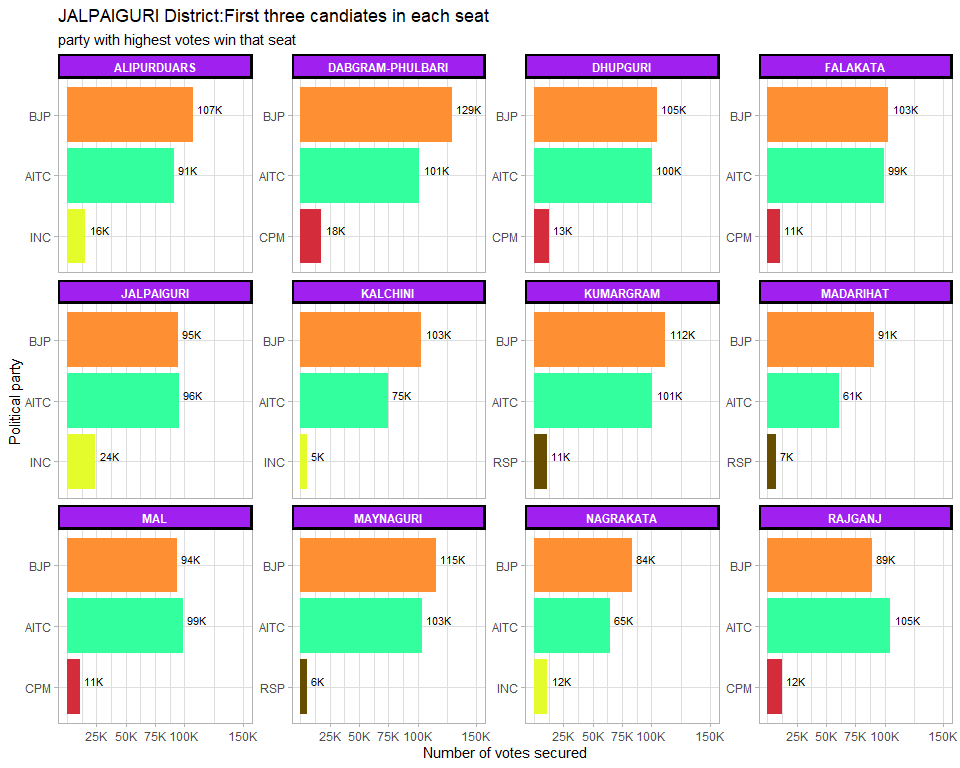 JALPAIGURI District:First three candiates in each seat
party with highest votes win that seat
ALIPURDUARS
BJP 107K
AITC 91K
INC 16K
DABGRAM-PHULBARI
BJP 129K
AITC 101K
CPM 18K
DHUPGURI
BJP 105K
AITC 100K
CPM 13K
FALAKATA
BJP 103K
AITC 99K
CPM 11K
JALPAIGURI
BJP 95K
AITC 96K
INC 24K
KALCHINI
BJP 103K
AITC 75K
INC 5K
KUMARGRAM
BJP 112K
AITC 101K
RSP 11K
MADARIHAT
BJP 91K
AITC 61K
RSP 7K
MAL
BJP 94K
AITC 99K
CPM 11K
MAYNAGURI
BJP 115K
AITC 103K
RSP 6K
NAGRAKATA
BJP 84K
AITC 65K
INC 12K
RAJGANJ
BJP 89K
AITC 105K
CPM 12K
25K 50K 75K 100K 150K
25K 50K 75K 100K 150K
25K 50K 75K 100K 150K
25K 50K 75K 100K 150K
Number of votes secured
Political party